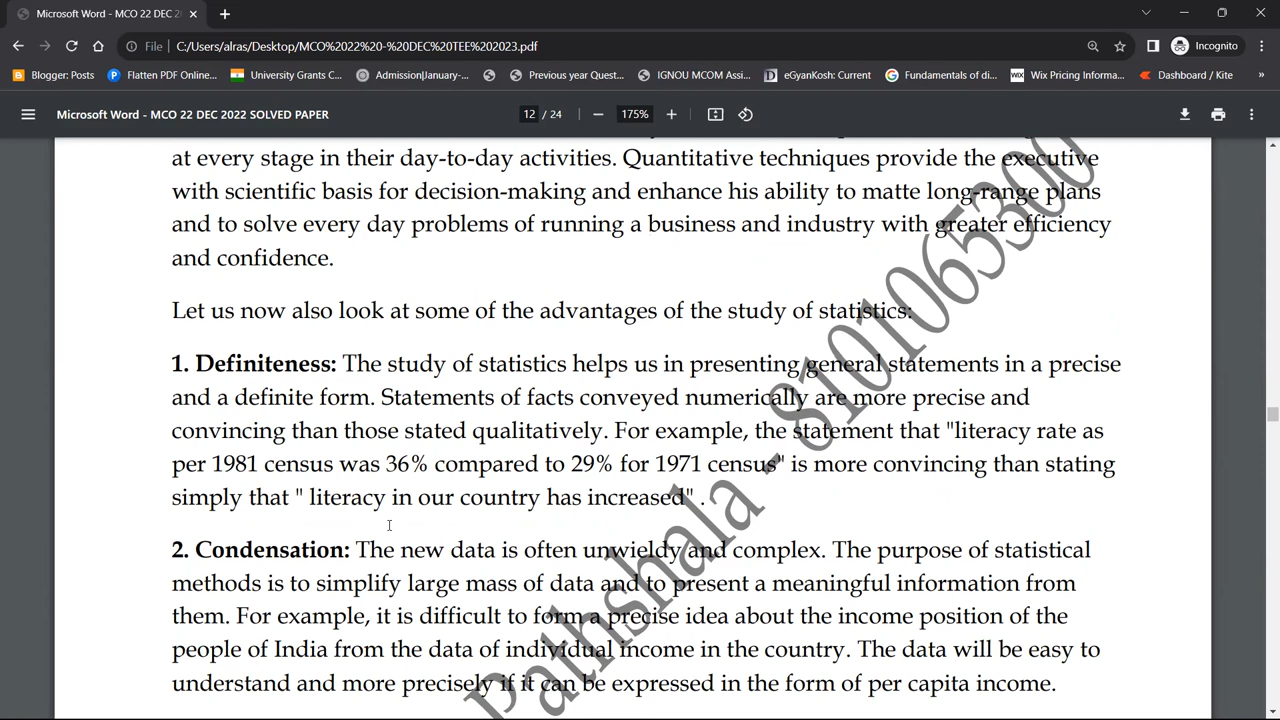 Microsoft Word - MCO 22 DEC 2
File
C:/Users/alras/Desktop/MCO%2022%20-%20DEC%20TEE%202023.pdf
Incognito
Blogger: Posts
Flatten PDF Online...
University Grants C...
Admission|January-...
Previous year Quest...
IGNOU MCOM Assi...
eGyanKosh: Current
Fundamentals of di...
Wix Pricing Informa...
Dashboard / Kite
Microsoft Word - MCO 22 DEC 2022 SOLVED PAPER
12 / 24
175%
at every stage in their day-to-day activities. Quantitative techniques provide the executive
with scientific basis for decision-making and enhance his ability to matte long-range plans
and to solve every day problems of running a business and industry with greater efficiency
and confidence.
Let us now also look at some of the advantages of the study of statistics:
1. Definiteness: The study of statistics helps us in presenting general statements in a precise
and a definite form. Statements of facts conveyed numerically are more precise and
convincing than those stated qualitatively. For example, the statement that "literacy rate as
per 1981 census was 36% compared to 29% for 1971 census" is more convincing than stating
simply that " literacy in our country has increased" .
2. Condensation: The new data is often unwieldy and complex. The purpose of statistical
methods is to simplify large mass of data and to present a meaningful information from
them. For example, it is difficult to form a precise idea about the income position of the
people of India from the data of individual income in the country. The data will be easy to
understand and more precisely if it can be expressed in the form of per capita income.
Pathshala - 8101065300